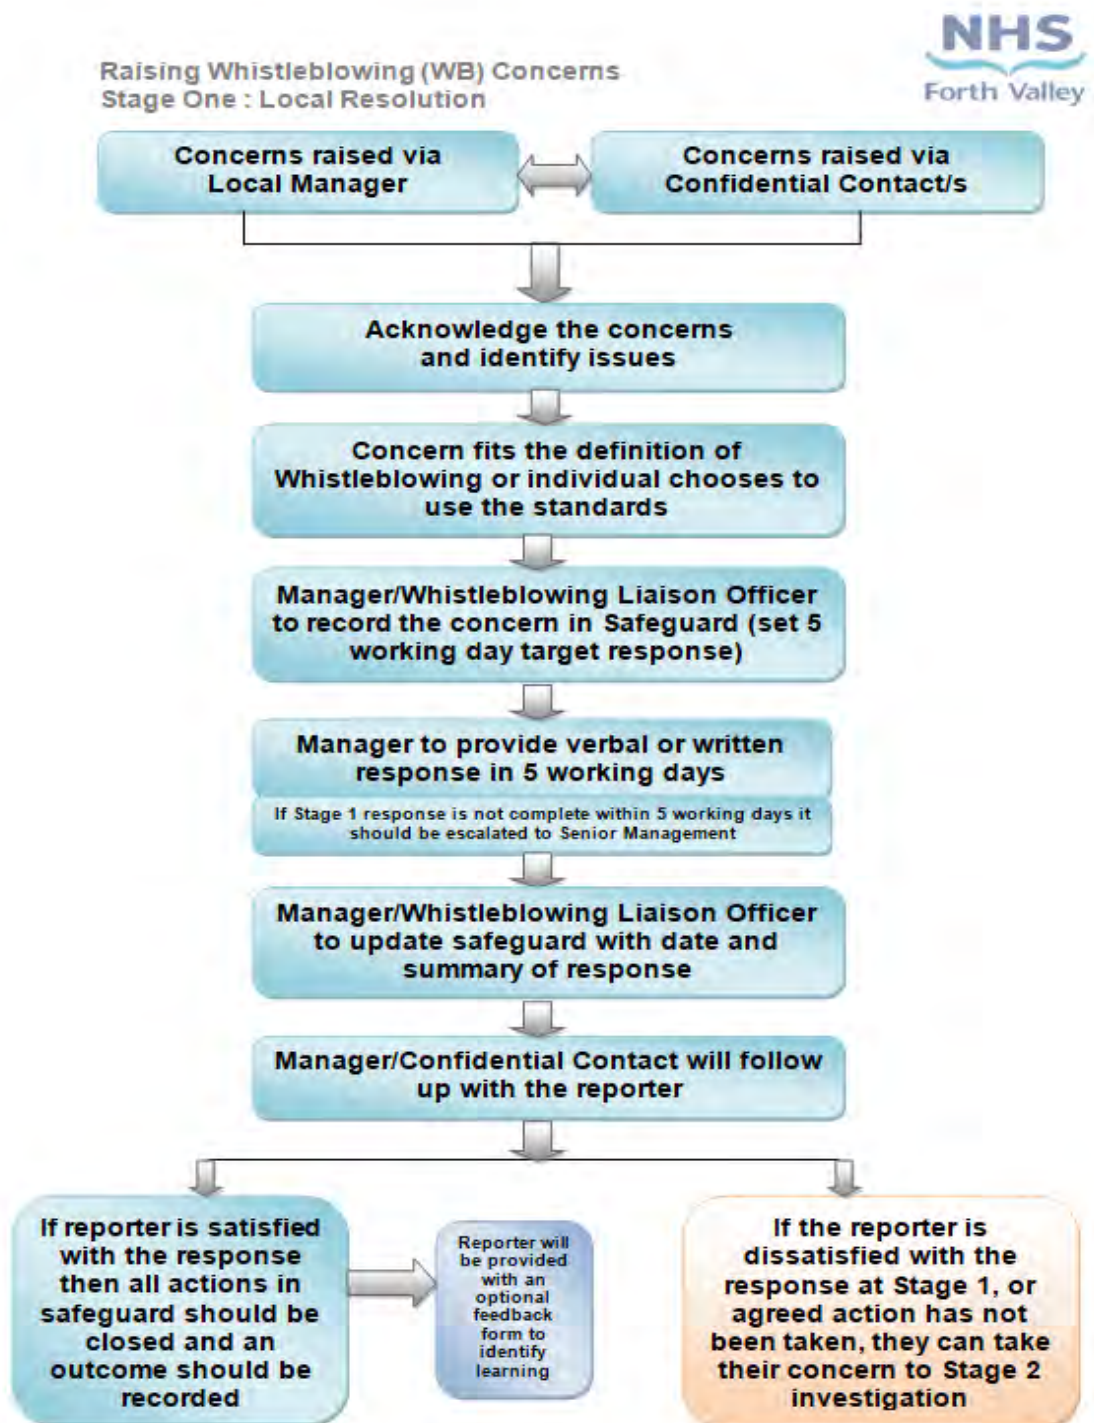 NHS
Forth Valley
Raising Whistleblowing (WB) Concerns
Stage One : Local Resolution
Concerns raised via
Local Manager
Concerns raised via
Confidential Contact/s
Acknowledge the concerns
and identify issues
Concern fits the definition of
Whistleblowing or individual chooses to
use the standards
Manager/Whistleblowing Liaison Officer
to record the concern in Safeguard (set 5
working day target response)
Manager to provide verbal or written
response in 5 working days
If Stage 1 response is not complete within 5 working days it
should be escalated to Senior Management
Manager/Whistleblowing Liaison Officer
to update safeguard with date and
summary of response
Manager/Confidential Contact will follow
up with the reporter
If reporter is satisfied
with the response
then all actions in
safeguard should be
closed and an
outcome should be
recorded
Reporter will
be provided
with an
optional
feedback
form to
identify
learning
If the reporter is
dissatisfied with the
response at Stage 1, or
agreed action has not
been taken, they can take
their concern to Stage 2
investigation